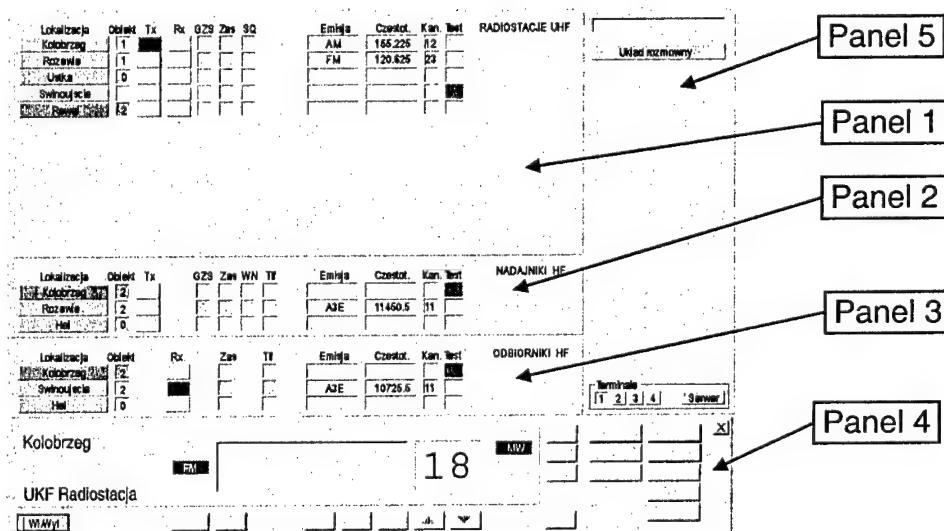 Lokalizacja Obiekt Tx Rx GZS Zas SQ Emisja Czestot. Kan. Test RADIOSTACJE UHF
Kolobrzeg 1 AM 155.225 12
Rozewie 1 FM 120.625 23
Ustka 0
Swinoujscie
Rewal 2
Uklad rozmowny
Panel 5
Panel 1
Panel 2
Lokalizacja Obiekt Tx GZS Zas WN Tlf Emisja Czestot. Kan. Test NADAJNIKI HF
Kolobrzeg 2
Rozewie 2 A3E 11450.5 11
Hel 0
Panel 3
Lokalizacja Obiekt Rx Zas Tlf Emisja Czestot. Kan. Test ODBIORNIKI HF
Kolobrzeg 2
Swinoujscie 2 A3E 10725.5 11
Hel 0
Terminale
1 2 3 4 Serwer
Panel 4
Kolobrzeg X
FM 18
UKF Radiostacja
Wl/Wyl